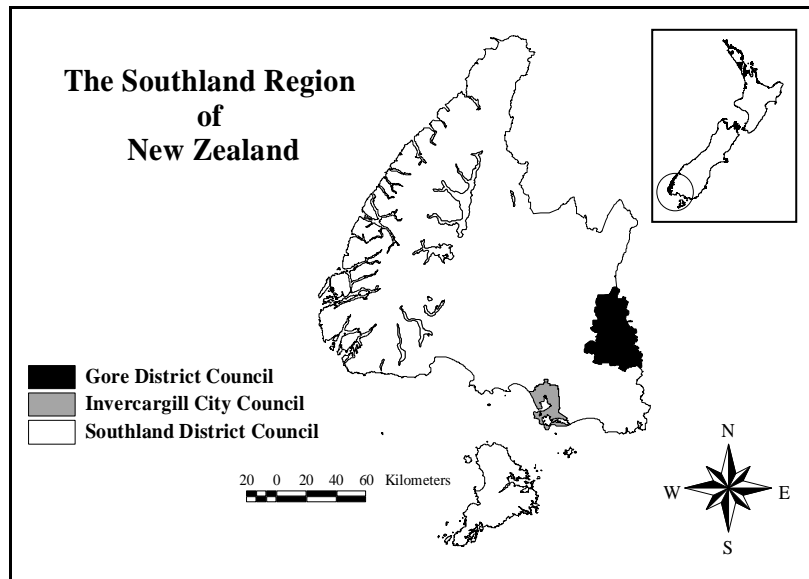 The Southland Region
of
New Zealand
Gore District Council
Invercargill City Council
Southland District Council
20 0 20 40 60 Kilometers
N
W E
S